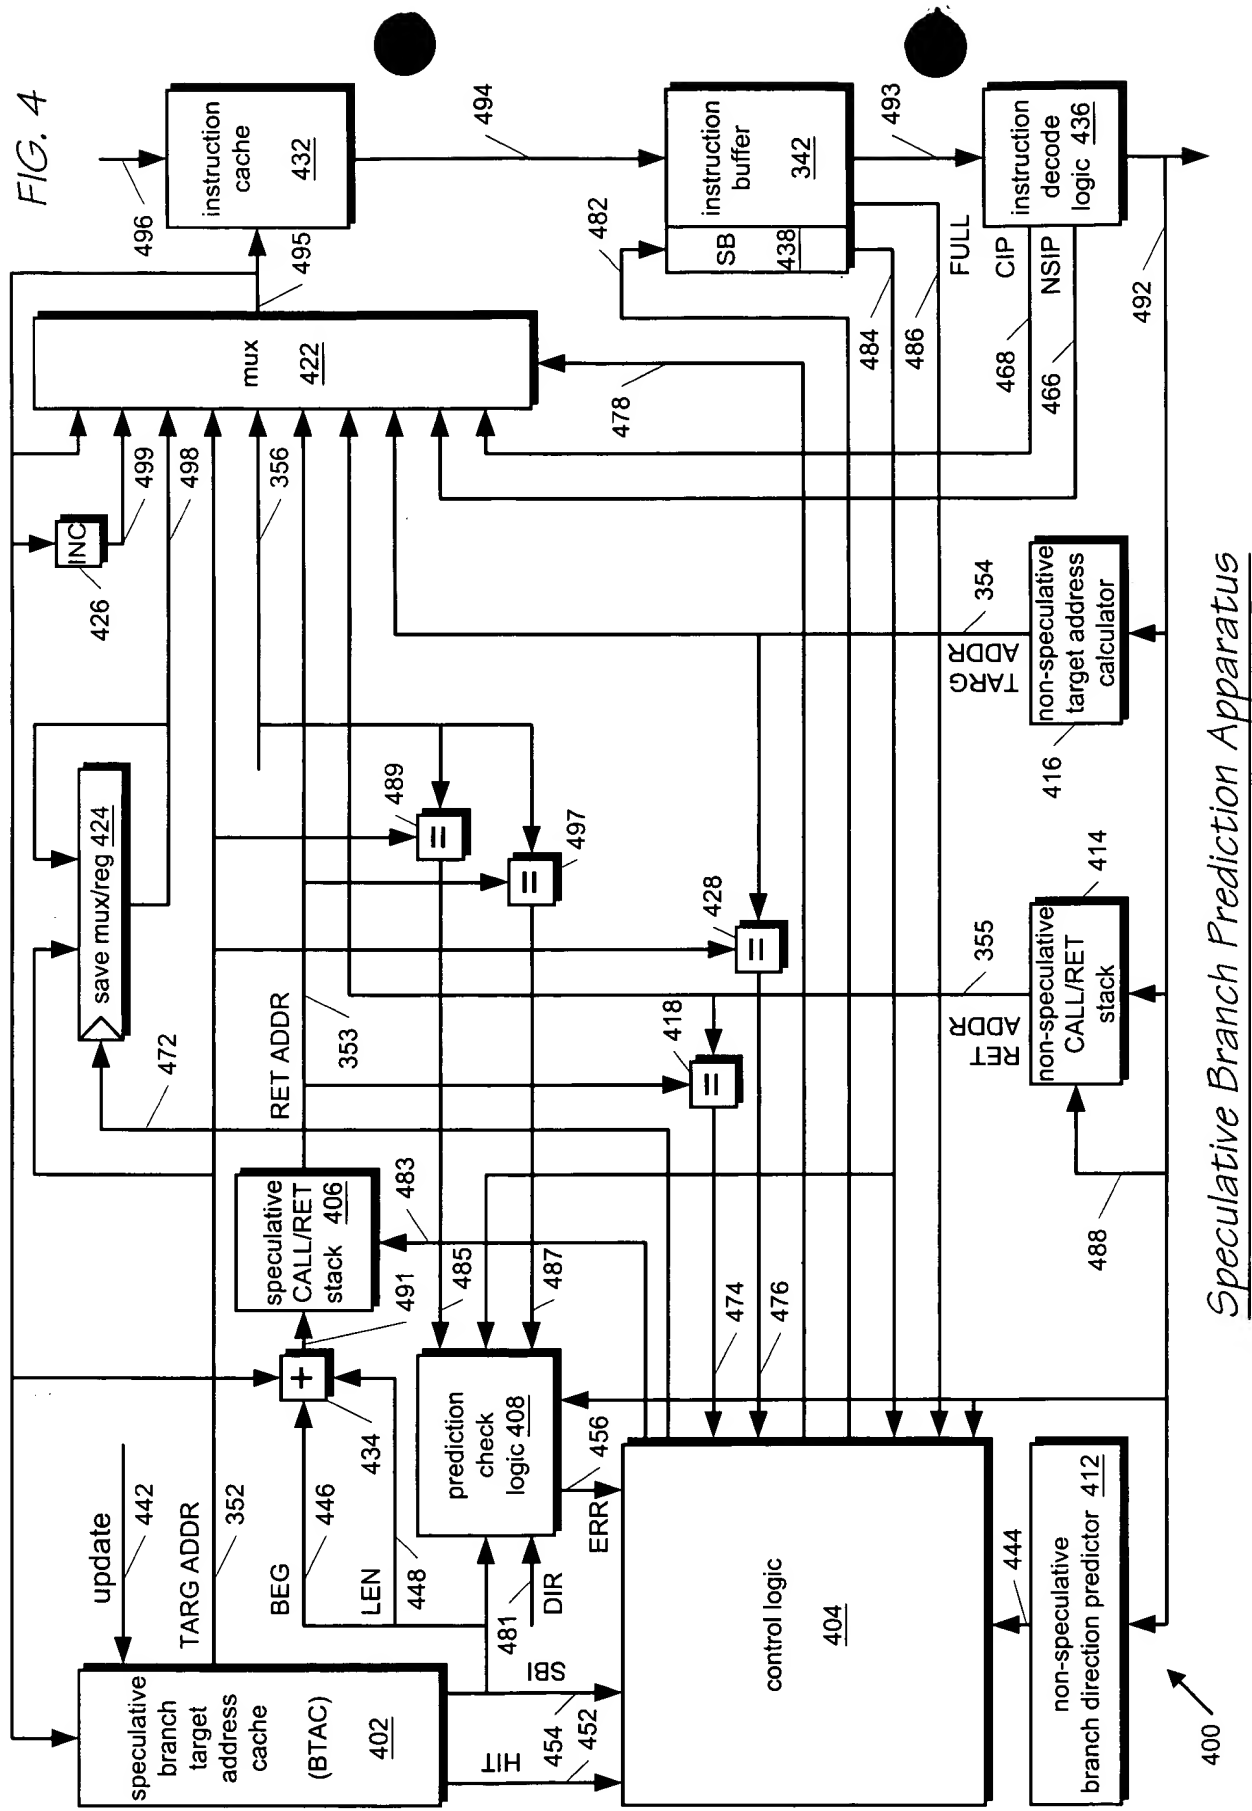 FIG. 4
496
instruction
cache
432
495
494
482
instruction
buffer
342
SB
438
484
486
493
FULL
CIP
NSIP
468
466
instruction
decode
logic 436
492
mux
422
478
499
498
356
INC
426
save mux/reg 424
472
489
497
428
418
TARG
ADDR
354
non-speculative
target address
calculator
416
RET
ADDR
355
414
non-speculative
CALL/RET
stack
488
RET ADDR
353
speculative
CALL/RET
stack 406
483
491
+
434
485
487
474
476
prediction
check
logic 408
456
ERR
update
442
TARG ADDR
352
BEG
446
LEN
448
481
DIR
SBI
454
HIT
452
speculative
branch
target
address
cache
(BTAC)
402
control logic
404
444
non-speculative
branch direction predictor 412
400
=
=
=
=
Speculative Branch Prediction Apparatus